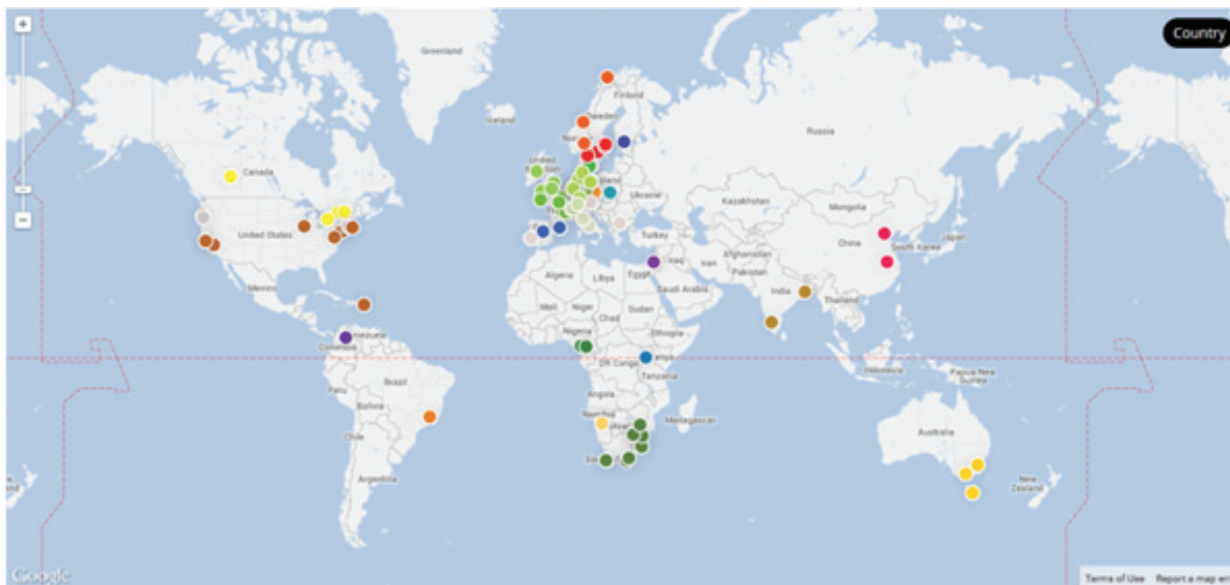 Country
Greenland
Iceland
Finland
Sweden
Russia
United
Canada
Ukraine
Kazakhstan
Mongolia
United States
Turkey
China
South Korea
Japan
Iraq
Iran
Afghanistan
Pakistan
Algeria
Libya
Egypt
Saudi Arabia
India
Thailand
Mexico
Mali
Niger
Chad
Sudan
Nigeria
Ethiopia
Colombia
DR Congo
Tanzania
Indonesia
Papua New
Guinea
Brazil
Peru
Angola
Bolivia
Namibia
Madagascar
Chile
Australia
Argentina
New
Zealand
Google
Terms of Use Report a map